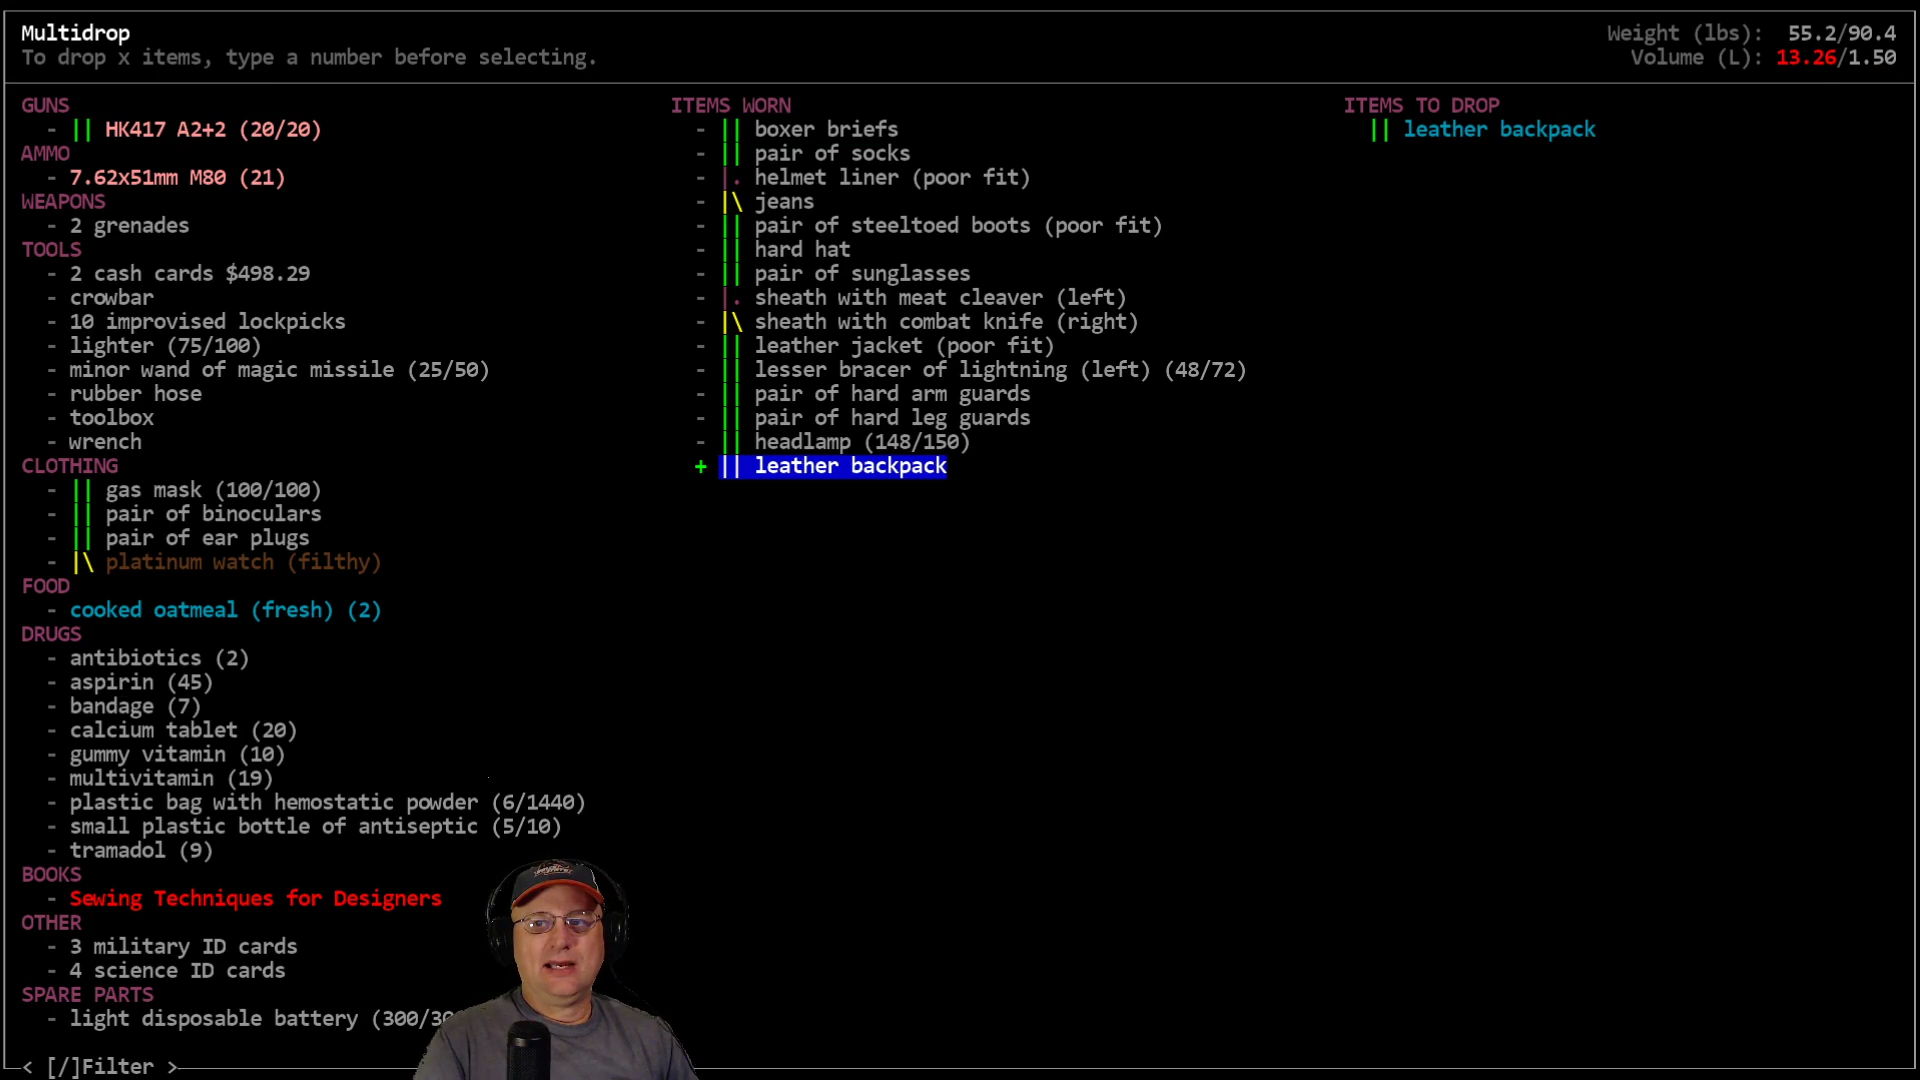 Multidrop
To drop x items, type a number before selecting.
Weight (lbs): 55.2/90.4
Volume (L): 13.26/1.50
GUNS
- || HK417 A2+2 (20/20)
AMMO
- 7.62x51mm M80 (21)
WEAPONS
- 2 grenades
TOOLS
- 2 cash cards $498.29
- crowbar
- 10 improvised lockpicks
- lighter (75/100)
- minor wand of magic missile (25/50)
- rubber hose
- toolbox
- wrench
CLOTHING
- || gas mask (100/100)
- || pair of binoculars
- || pair of ear plugs
- |\ platinum watch (filthy)
FOOD
- cooked oatmeal (fresh) (2)
DRUGS
- antibiotics (2)
- aspirin (45)
- bandage (7)
- calcium tablet (20)
- gummy vitamin (10)
- multivitamin (19)
- plastic bag with hemostatic powder (6/1440)
- small plastic bottle of antiseptic (5/10)
- tramadol (9)
BOOKS
- Sewing Techniques for Designers
OTHER
- 3 military ID cards
- 4 science ID cards
SPARE PARTS
- light disposable battery (300/30
ITEMS WORN
- || boxer briefs
- || pair of socks
- |. helmet liner (poor fit)
- |\ jeans
- || pair of steeltoed boots (poor fit)
- || hard hat
- || pair of sunglasses
- |. sheath with meat cleaver (left)
- |\ sheath with combat knife (right)
- || leather jacket (poor fit)
- || lesser bracer of lightning (left) (48/72)
- || pair of hard arm guards
- || pair of hard leg guards
- || headlamp (148/150)
+ || leather backpack
ITEMS TO DROP
|| leather backpack
< [/]Filter >